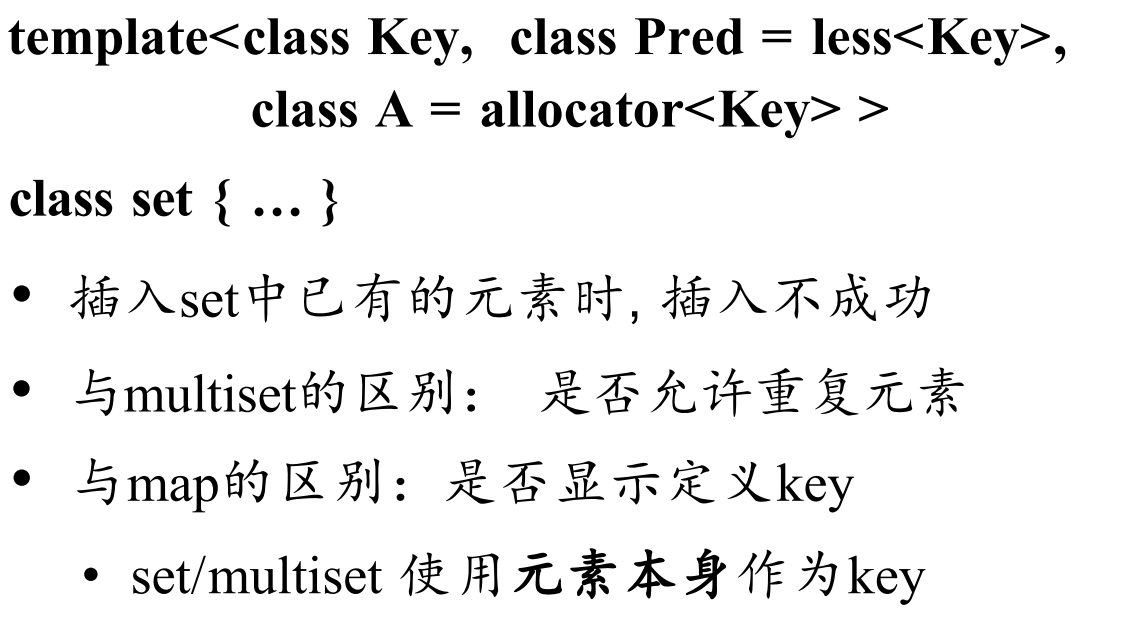 template<class Key,  class Pred = less<Key>,
class A = allocator<Key> >
class set { … }
• 插入set中已有的元素时, 插入不成功
• 与multiset的区别： 是否允许重复元素
• 与map的区别：是否显示定义key
• set/multiset 使用元素本身作为key